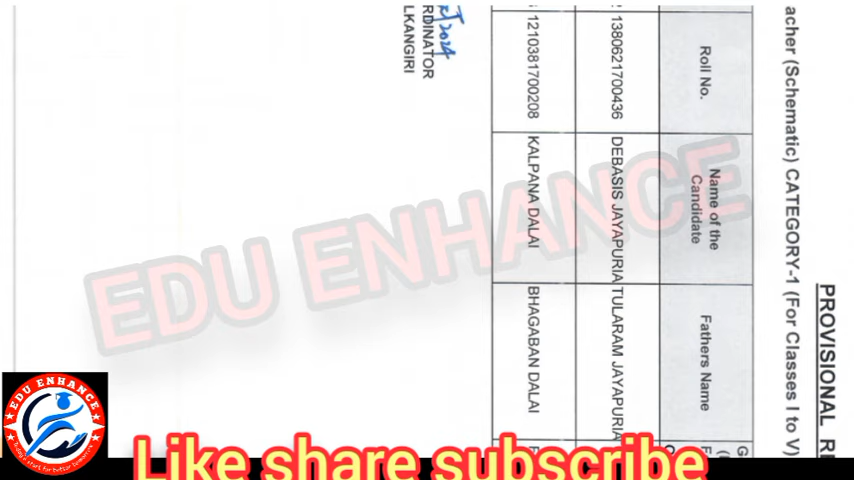 PROVISIONAL
acher (Schematic) CATEGORY-1 (For Classes I to V)
Roll No.
Name of the
Candidate
Fathers Name
1380621700436
DEBASIS JAYAPURIA
TULARAM JAYAPURIA
1210381700208
KALPANA DALAI
BHAGABAN DALAI
2024
RDINATOR
LKANGIRI
EDU ENHANCE
EDU ENHANCE
Like share subscribe